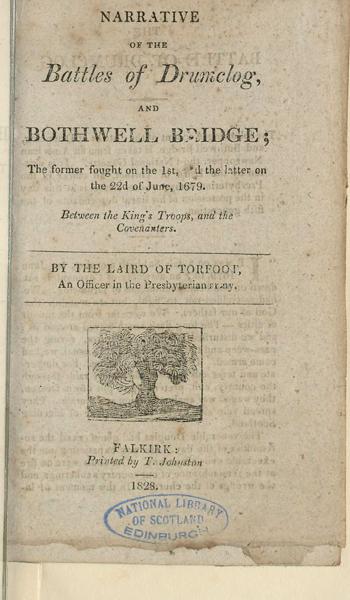 NARRATIVE
OF THE
Battles of Drumclog,
AND
BOTHWELL BRIDGE;
The former fought on the 1st, and the latter on
the 22d of June, 1679.
Between the King's Troops, and the
Covenanters.
BY THE LAIRD OF TORFOOT,
An Officer in the Presbyterian army.
FALKIRK:
Printed by T. Johnston
1828.
NATIONAL LIBRARY
OF SCOTLAND
EDINBURGH